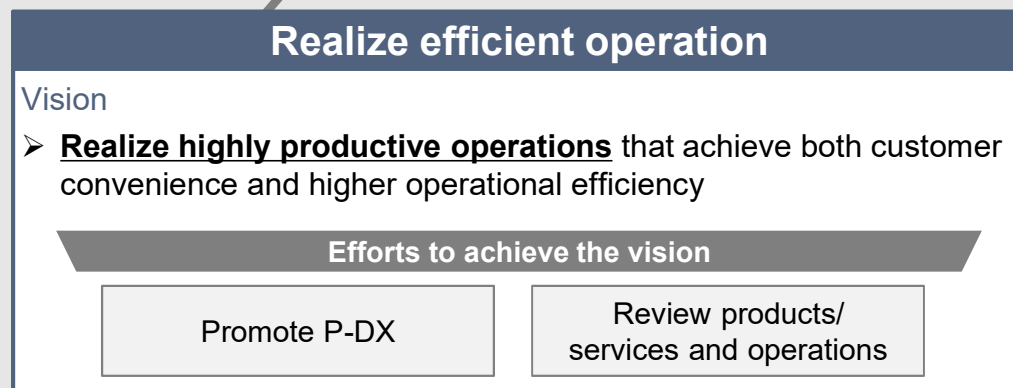 Realize efficient operation
Vision
➢ Realize highly productive operations that achieve both customer
convenience and higher operational efficiency
Efforts to achieve the vision
Promote P-DX
Review products/
services and operations